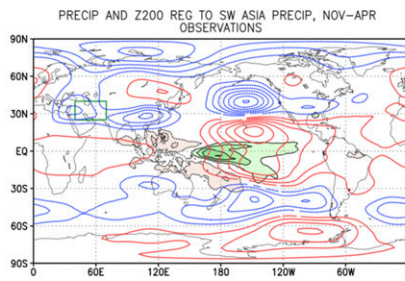 PRECIP AND Z200 REG TO SW ASIA PRECIP, NOV-APR
OBSERVATIONS
90N
60N
30N
EQ
30S
60S
90S
0 60E 120E 180 120W 60W